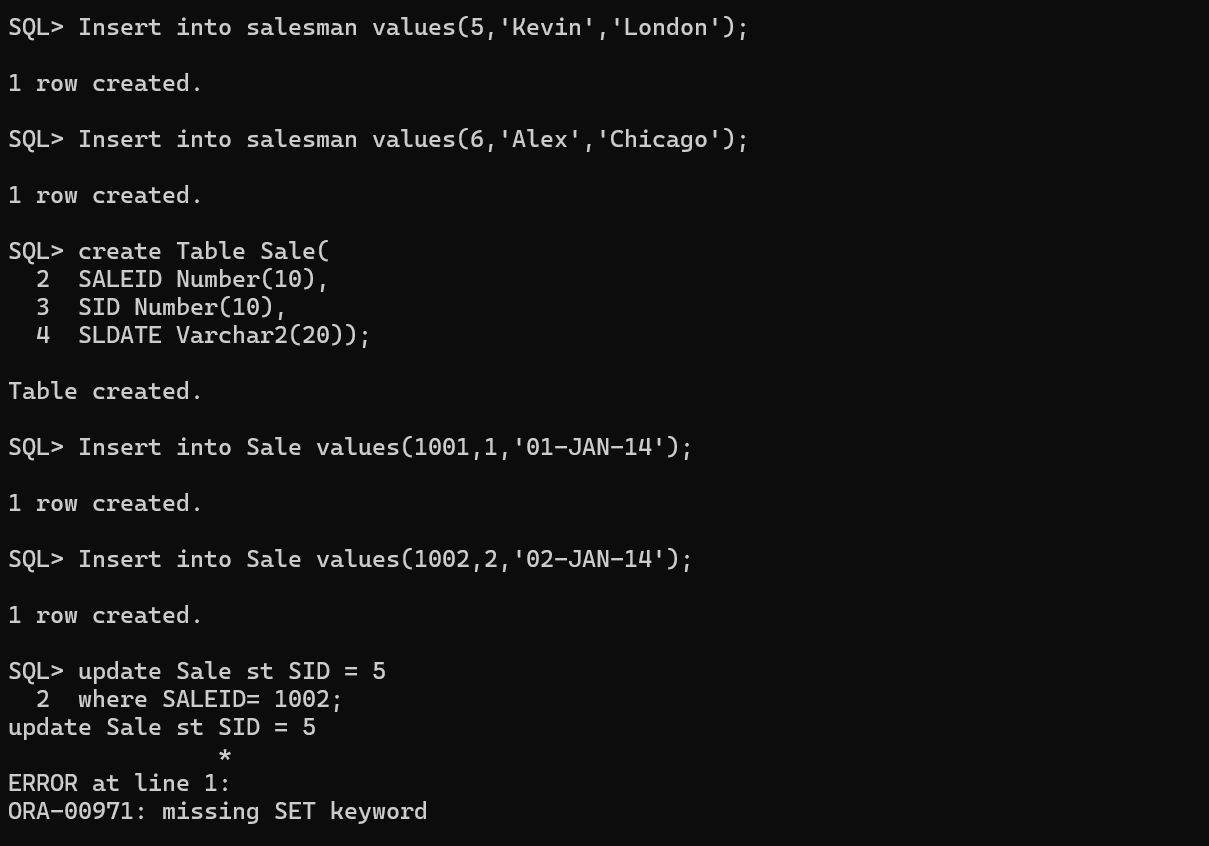 SQL> Insert into salesman values(5,'Kevin','London');
1 row created.
SQL> Insert into salesman values(6,'Alex','Chicago');
1 row created.
SQL> create Table Sale(
  2  SALEID Number(10),
  3  SID Number(10),
  4  SLDATE Varchar2(20));
Table created.
SQL> Insert into Sale values(1001,1,'01-JAN-14');
1 row created.
SQL> Insert into Sale values(1002,2,'02-JAN-14');
1 row created.
SQL> update Sale st SID = 5
  2  where SALEID= 1002;
update Sale st SID = 5
               *
ERROR at line 1:
ORA-00971: missing SET keyword